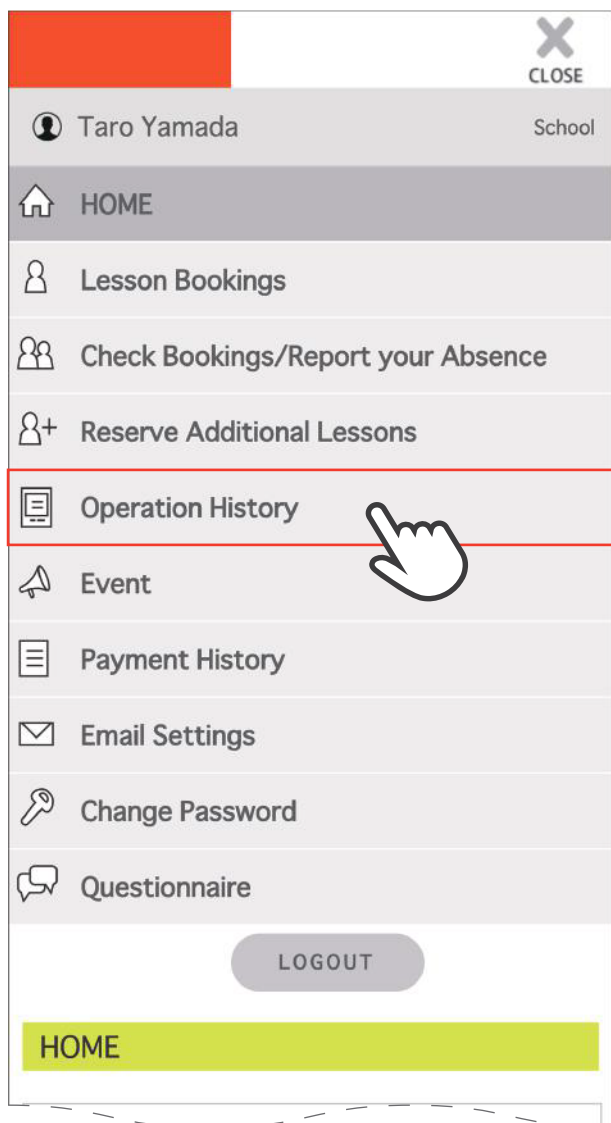 CLOSE
Taro Yamada School
HOME
Lesson Bookings
Check Bookings/Report your Absence
Reserve Additional Lessons
Operation History
Event
Payment History
Email Settings
Change Password
Questionnaire
LOGOUT
HOME